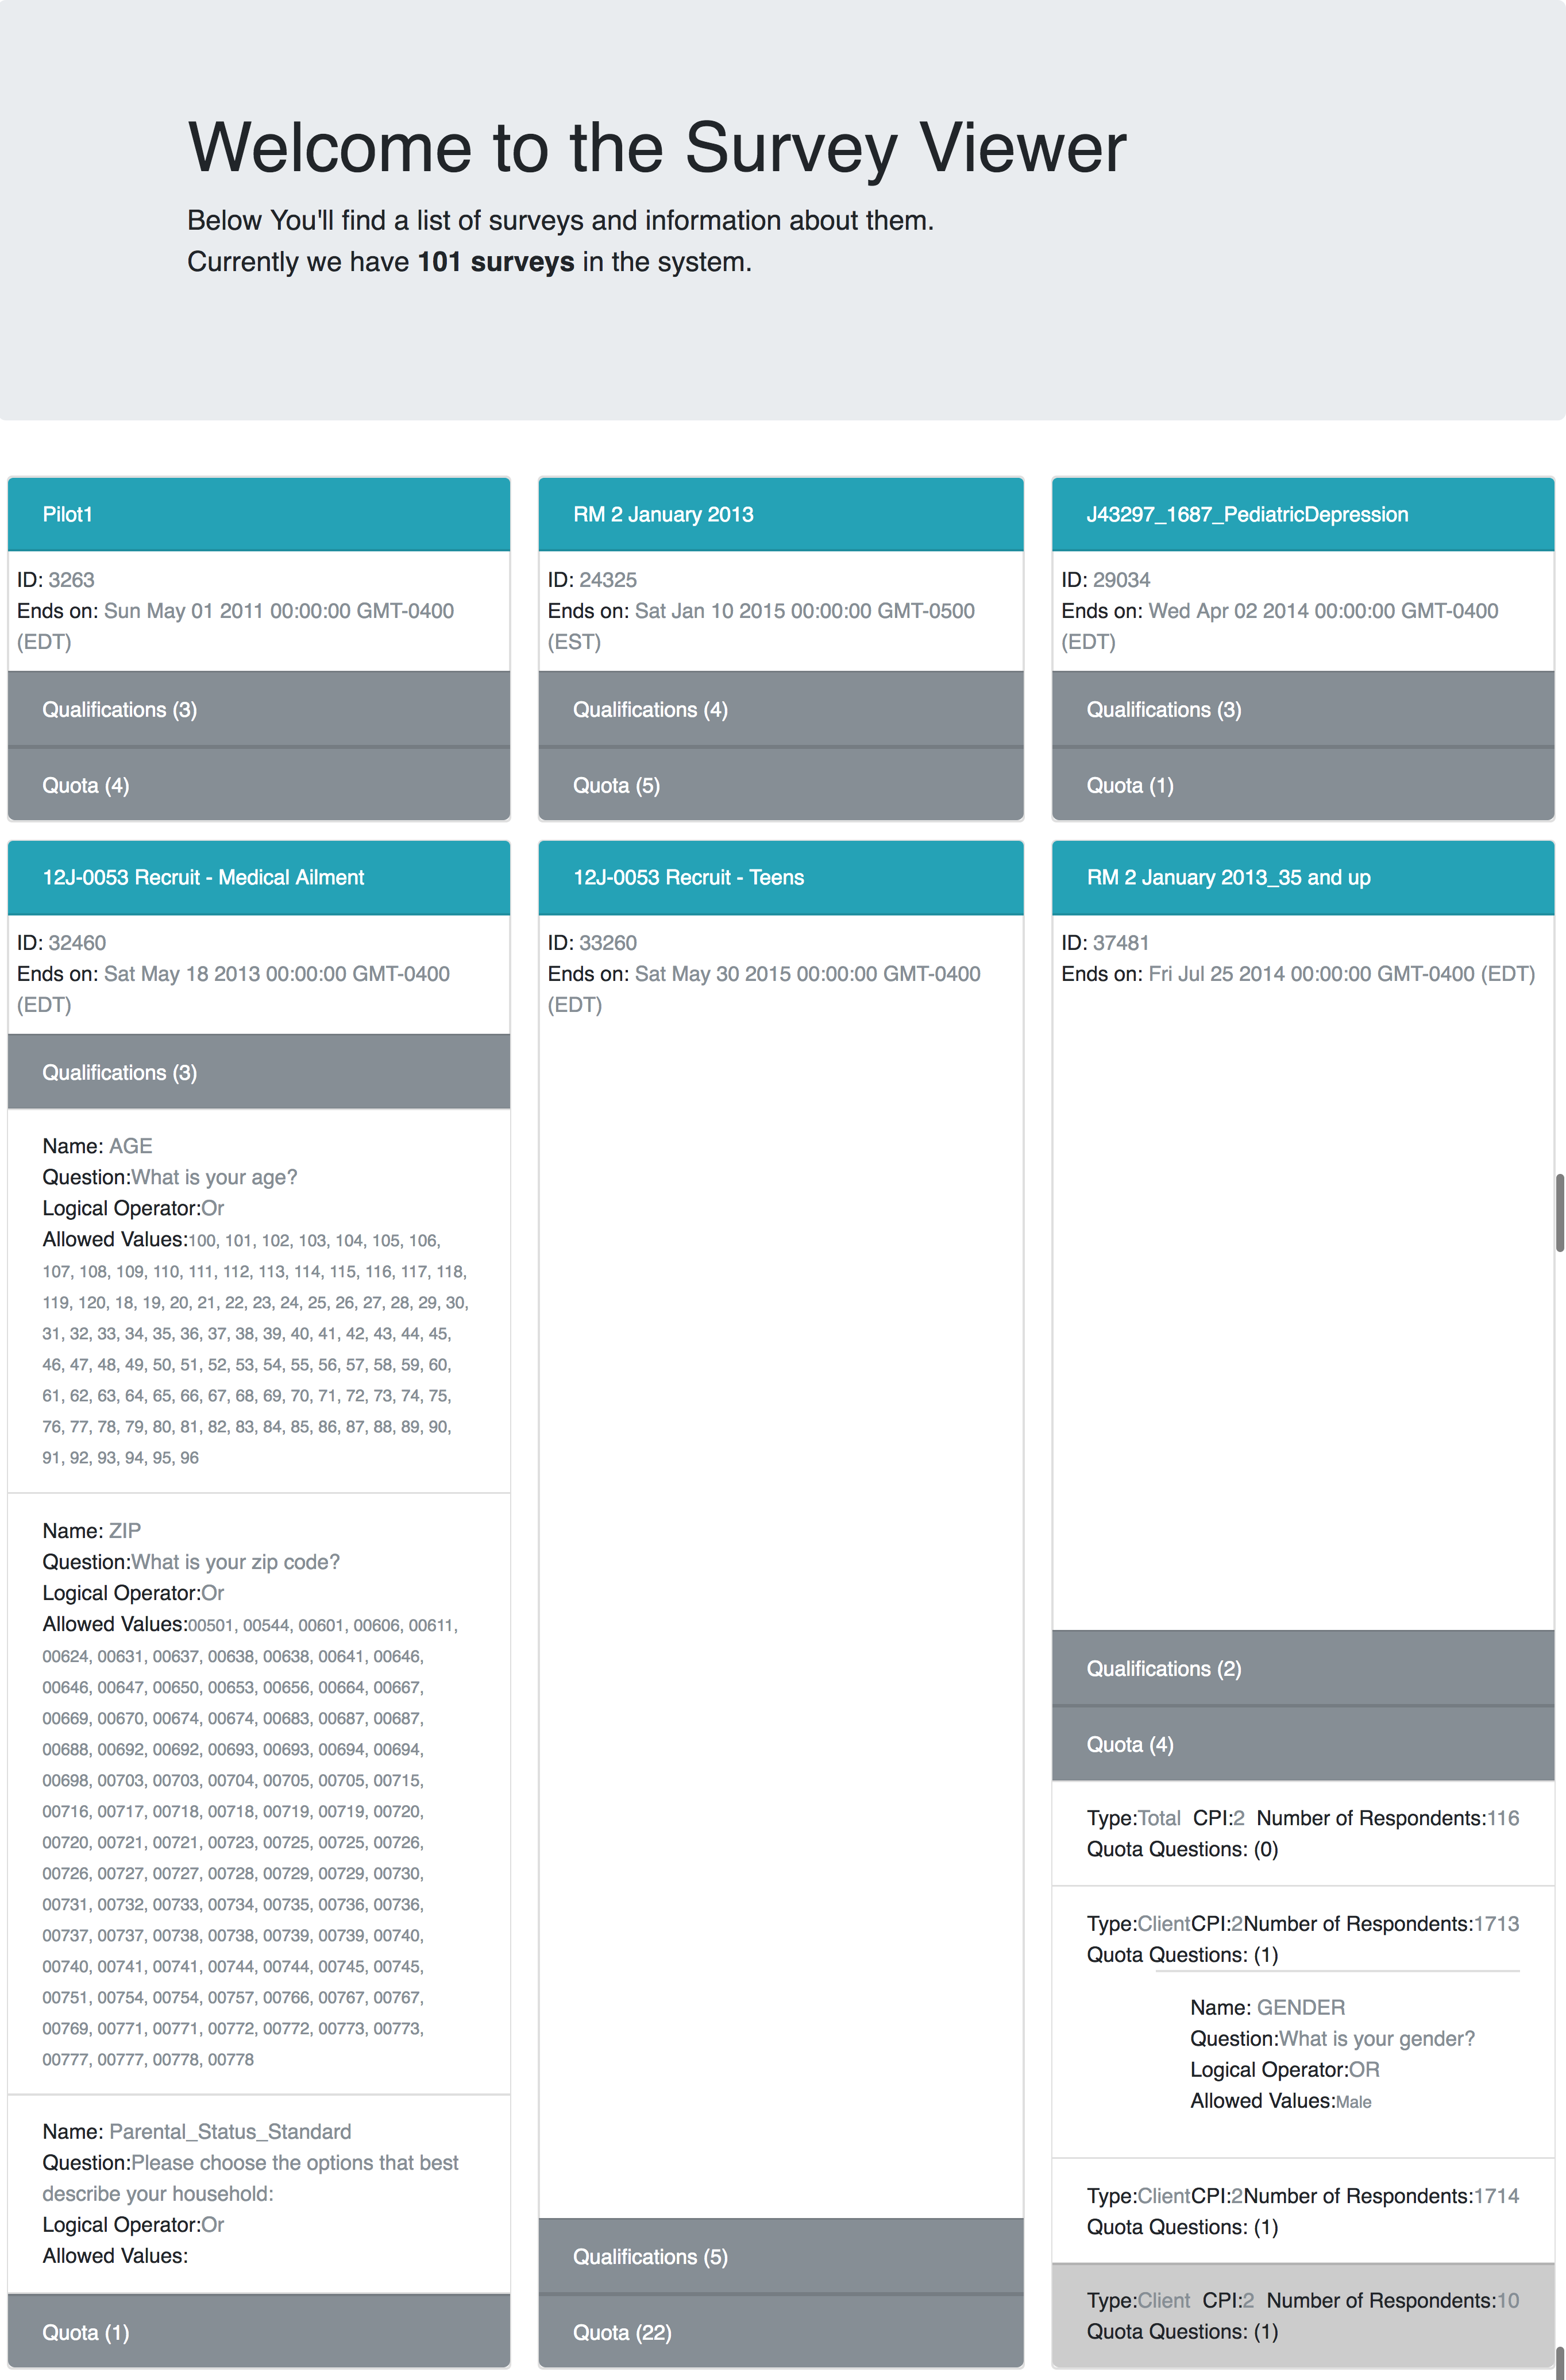 Welcome to the Survey Viewer
Below You'll find a list of surveys and information about them.
Currently we have 101 surveys in the system.
Pilot1
ID: 3263
Ends on: Sun May 01 2011 00:00:00 GMT-0400
(EDT)
Qualifications (3)
Quota (4)
RM 2 January 2013
ID: 24325
Ends on: Sat Jan 10 2015 00:00:00 GMT-0500
(EST)
Qualifications (4)
Quota (5)
J43297_1687_PediatricDepression
ID: 29034
Ends on: Wed Apr 02 2014 00:00:00 GMT-0400
(EDT)
Qualifications (3)
Quota (1)
12J-0053 Recruit - Medical Ailment
ID: 32460
Ends on: Sat May 18 2013 00:00:00 GMT-0400
(EDT)
Qualifications (3)
Name: AGE
Question:What is your age?
Logical Operator:Or
Allowed Values:100, 101, 102, 103, 104, 105, 106,
107, 108, 109, 110, 111, 112, 113, 114, 115, 116, 117, 118,
119, 120, 18, 19, 20, 21, 22, 23, 24, 25, 26, 27, 28, 29, 30,
31, 32, 33, 34, 35, 36, 37, 38, 39, 40, 41, 42, 43, 44, 45,
46, 47, 48, 49, 50, 51, 52, 53, 54, 55, 56, 57, 58, 59, 60,
61, 62, 63, 64, 65, 66, 67, 68, 69, 70, 71, 72, 73, 74, 75,
76, 77, 78, 79, 80, 81, 82, 83, 84, 85, 86, 87, 88, 89, 90,
91, 92, 93, 94, 95, 96
Name: ZIP
Question:What is your zip code?
Logical Operator:Or
Allowed Values:00501, 00544, 00601, 00606, 00611,
00624, 00631, 00637, 00638, 00638, 00641, 00646,
00646, 00647, 00650, 00653, 00656, 00664, 00667,
00669, 00670, 00674, 00674, 00683, 00687, 00687,
00688, 00692, 00692, 00693, 00693, 00694, 00694,
00698, 00703, 00703, 00704, 00705, 00705, 00715,
00716, 00717, 00718, 00718, 00719, 00719, 00720,
00720, 00721, 00721, 00723, 00725, 00725, 00726,
00726, 00727, 00727, 00728, 00729, 00729, 00730,
00731, 00732, 00733, 00734, 00735, 00736, 00736,
00737, 00737, 00738, 00738, 00739, 00739, 00740,
00740, 00741, 00741, 00744, 00744, 00745, 00745,
00751, 00754, 00754, 00757, 00766, 00767, 00767,
00769, 00771, 00771, 00772, 00772, 00773, 00773,
00777, 00777, 00778, 00778
Name: Parental_Status_Standard
Question:Please choose the options that best
describe your household:
Logical Operator:Or
Allowed Values:
Quota (1)
12J-0053 Recruit - Teens
ID: 33260
Ends on: Sat May 30 2015 00:00:00 GMT-0400
(EDT)
Qualifications (5)
Quota (22)
RM 2 January 2013_35 and up
ID: 37481
Ends on: Fri Jul 25 2014 00:00:00 GMT-0400 (EDT)
Qualifications (2)
Quota (4)
Type:Total CPI:2 Number of Respondents:116
Quota Questions: (0)
Type:ClientCPI:2Number of Respondents:1713
Quota Questions: (1)
Name: GENDER
Question:What is your gender?
Logical Operator:OR
Allowed Values:Male
Type:ClientCPI:2Number of Respondents:1714
Quota Questions: (1)
Type:Client CPI:2 Number of Respondents:10
Quota Questions: (1)